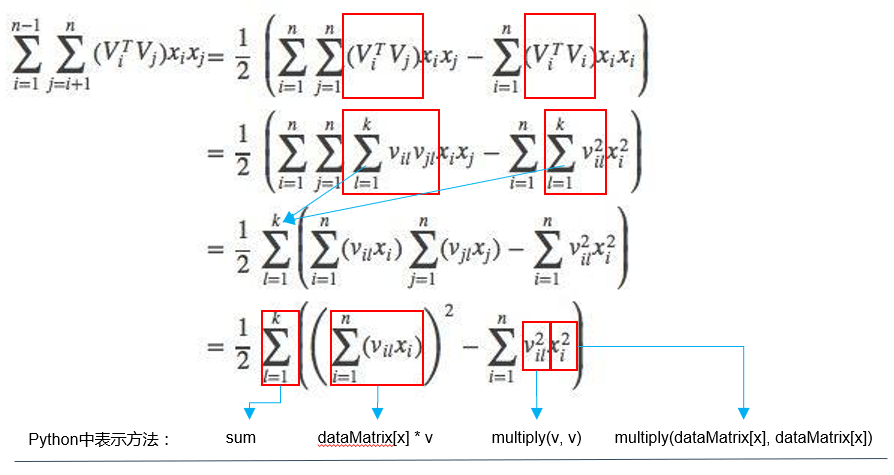 \sum_{i=1}^{n-1} \sum_{j=i+1}^{n} (V_i^T V_j) x_i x_j = \frac{1}{2} \left( \sum_{i=1}^{n} \sum_{j=1}^{n} (V_i^T V_j) x_i x_j - \sum_{i=1}^{n} (V_i^T V_i) x_i x_i \right)
= \frac{1}{2} \left( \sum_{i=1}^{n} \sum_{j=1}^{n} \sum_{l=1}^{k} v_{il} v_{jl} x_i x_j - \sum_{i=1}^{n} \sum_{l=1}^{k} v_{il}^2 x_i^2 \right)
= \frac{1}{2} \sum_{l=1}^{k} \left( \sum_{i=1}^{n} (v_{il} x_i) \sum_{j=1}^{n} (v_{jl} x_j) - \sum_{i=1}^{n} v_{il}^2 x_i^2 \right)
= \frac{1}{2} \sum_{l=1}^{k} \left( \left( \sum_{i=1}^{n} (v_{il} x_i) \right)^2 - \sum_{i=1}^{n} v_{il}^2 x_i^2 \right)
Python中表示方法： sum dataMatrix[x] * v multiply(v, v) multiply(dataMatrix[x], dataMatrix[x])